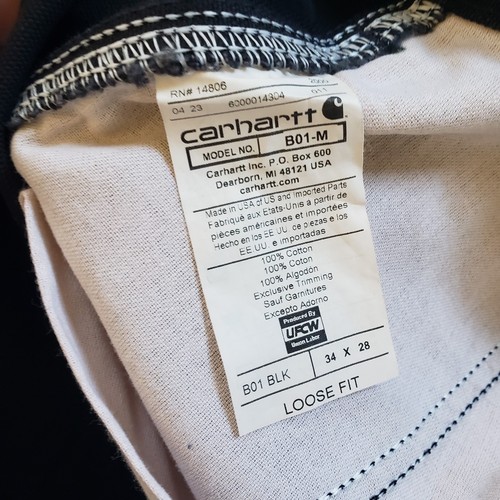 RN# 14806
2000
04 23 6000014304 011
carhartt
MODEL NO. B01-M
Carhartt Inc. P.O. Box 600
Dearborn, MI 48121 USA
carhartt.com
Made in USA of US and Imported Parts
Fabriqué aux Etats-Unis a partir de
pièces américaines et importées
Hecho en los EE UU. de piezas e los
EE UU. e importadas
100% Cotton
100% Coton
100% Algodón
Exclusive Trimming
Sauf Garnitures
Excepto Adorno
Produced By
UFCW
Union Labor
B01 BLK 34 X 28
LOOSE FIT